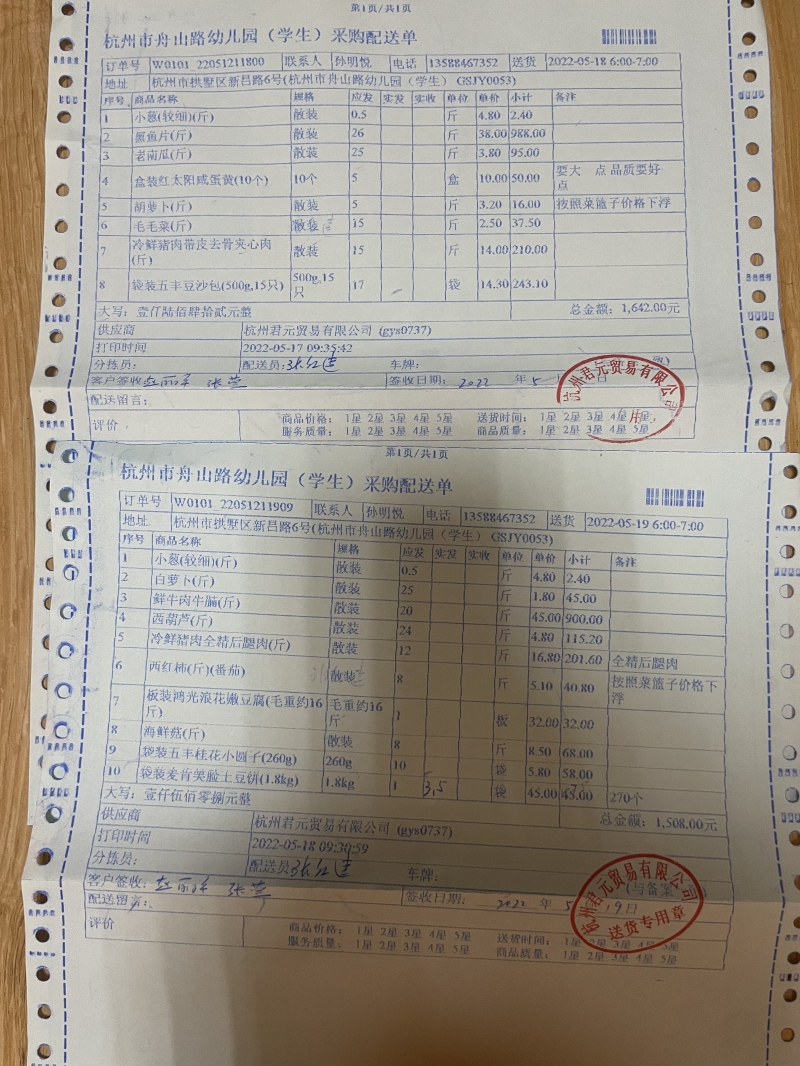 第1页/共1页
杭州市舟山路幼儿园（学生）采购配送单
订单号 W0101_22051211800 联系人 孙明悦 电话 13588467352 送货 2022-05-18 6:00-7:00
地址 杭州市拱墅区新昌路6号(杭州市舟山路幼儿园（学生）GSJY0053)
序号 商品名称 规格 应发 实发 实收 单位 单价 小计 备注
1 小葱(较细)(斤) 散装 0.5 斤 4.80 2.40
2 黑鱼片(斤) 散装 26 斤 38.00 988.00
3 老南瓜(斤) 散装 25 斤 3.80 95.00
4 盒装红太阳咸蛋黄(10个) 10个 5 盒 10.00 50.00 要大 点 品质要好点
5 胡萝卜(斤) 散装 5 斤 3.20 16.00 按照菜篮子价格下浮
6 毛毛菜(斤) 散装 15 斤 2.50 37.50
7 冷鲜猪肉带皮去骨夹心肉(斤) 散装 15 斤 14.00 210.00
8 袋装五丰豆沙包(500g,15只) 500g,15只 17 袋 14.30 243.10
大写：壹仟陆佰肆拾贰元整 总金额：1,642.00元
供应商 杭州君元贸易有限公司 (gys0737)
打印时间 2022-05-17 09:35:42
分拣员： 配送员： 车牌：
客户签收： 签收日期： 2022 年 5 日
配送留言：
评价 商品价格： 1星 2星 3星 4星 5星 送货时间： 1星 2星 3星 4星
服务质量： 1星 2星 3星 4星 5星 商品质量： 1星 2星 3星 4星 5星
杭州君元贸易有限公司
第1页/共1页
杭州市舟山路幼儿园（学生）采购配送单
订单号 W0101_22051211909 联系人 孙明悦 电话 13588467352 送货 2022-05-19 6:00-7:00
地址 杭州市拱墅区新昌路6号(杭州市舟山路幼儿园（学生）GSJY0053)
序号 商品名称 规格 应发 实发 实收 单位 单价 小计 备注
1 小葱(较细)(斤) 散装 0.5 斤 4.80 2.40
2 白萝卜(斤) 散装 25 斤 1.80 45.00
3 鲜牛肉牛腩(斤) 散装 20 斤 45.00 900.00
4 西葫芦(斤) 散装 24 斤 4.80 115.20
5 冷鲜猪肉全精后腿肉(斤) 散装 12 斤 16.80 201.60 全精后腿肉
6 西红柿(斤)(番茄) 散装 8 斤 5.10 40.80 按照菜篮子价格下浮
7 板装鸿光浪花嫩豆腐(毛重约16斤) 毛重约16斤 1 板 32.00 32.00
8 海鲜菇(斤) 散装 8 斤 8.50 68.00
9 袋装五丰桂花小圆子(260g) 260g 10 袋 5.80 58.00
10 袋装麦肯笑脸土豆饼(1.8kg) 1.8kg 1 3.5 袋 45.00 45.00 270个
大写：壹仟伍佰零捌元整 总金额：1,508.00元
供应商 杭州君元贸易有限公司 (gys0737)
打印时间 2022-05-18 09:30:59
分拣员： 配送员 车牌：
客户签收： 签收日期： 2022 年 5 19日
配送留言：
评价 商品价格： 1星 2星 3星 4星 5星 送货时间： 1星 2星 3星 4星 5星
服务质量： 1星 2星 3星 4星 5星 商品质量： 1星 2星 3星 4星 5星
杭州君元贸易有限公司
送货专用章